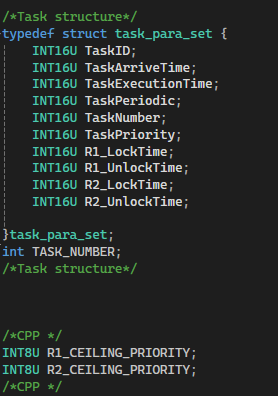 /*Task structure*/
typedef struct task_para_set {
INT16U TaskID;
INT16U TaskArriveTime;
INT16U TaskExecutionTime;
INT16U TaskPeriodic;
INT16U TaskNumber;
INT16U TaskPriority;
INT16U R1_LockTime;
INT16U R1_UnlockTime;
INT16U R2_LockTime;
INT16U R2_UnlockTime;
}task_para_set;
int TASK_NUMBER;
/*Task structure*/
/*CPP */
INT8U R1_CEILING_PRIORITY;
INT8U R2_CEILING_PRIORITY;
/*CPP */